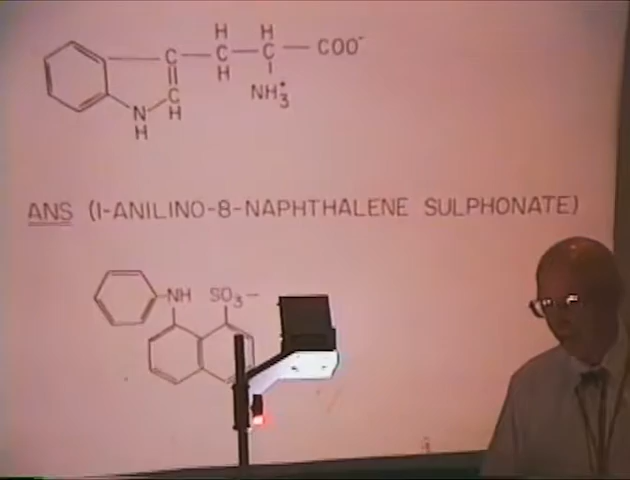 H H
C — C — C — COO⁻
H
NH₃⁺
C
N H
H
ANS (1-ANILINO-8-NAPHTHALENE SULPHONATE)
NH SO₃—